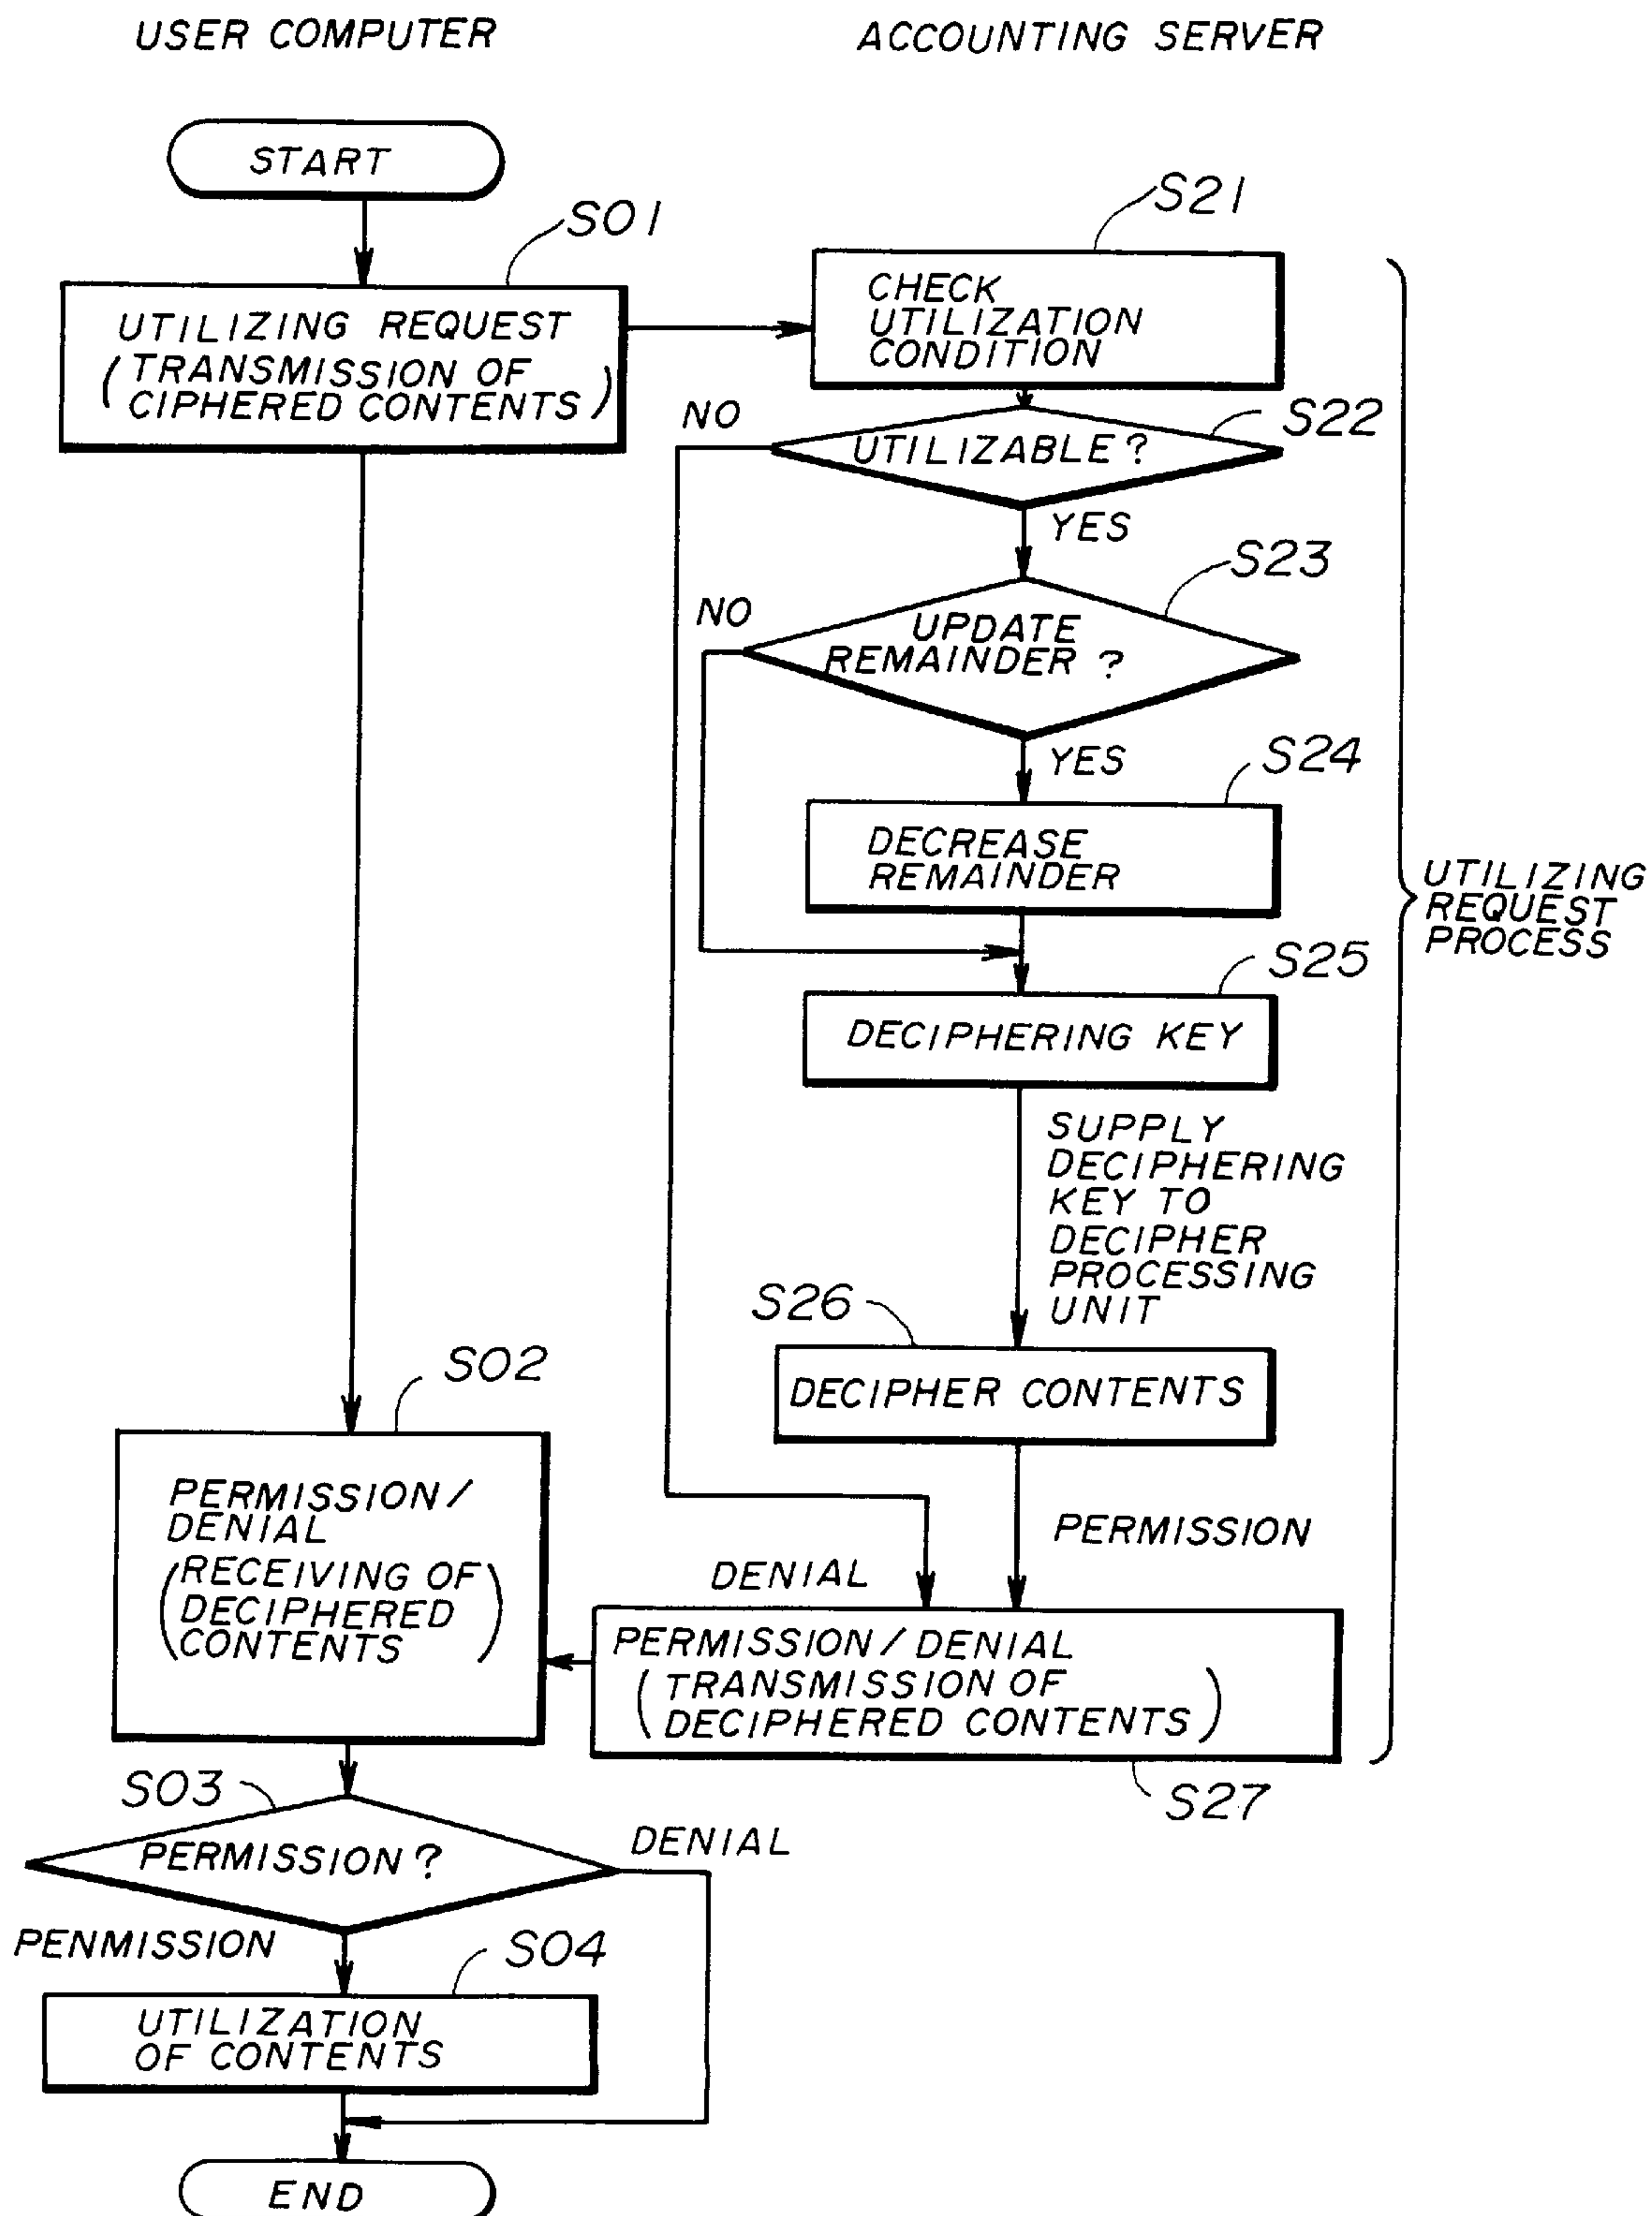 USER COMPUTER
ACCOUNTING SERVER
START
S01
S21
UTILIZING REQUEST
(TRANSMISSION OF
CIPHERED CONTENTS)
CHECK
UTILIZATION
CONDITION
NO
S22
UTILIZABLE?
YES
S23
NO
UPDATE
REMAINDER ?
YES
S24
DECREASE
REMAINDER
UTILIZING
REQUEST
PROCESS
S25
DECIPHERING KEY
SUPPLY
DECIPHERING
KEY TO
DECIPHER
PROCESSING
UNIT
S26
DECIPHER CONTENTS
S02
PERMISSION/
DENIAL
(RECEIVING OF
DECIPHERED
CONTENTS)
PERMISSION
DENIAL
PERMISSION/DENIAL
(TRANSMISSION OF
DECIPHERED CONTENTS)
S27
S03
PERMISSION?
DENIAL
PENMISSION
S04
UTILIZATION
OF CONTENTS
END